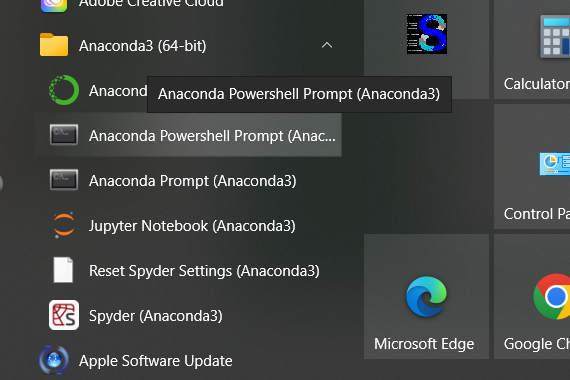 Adobe Creative Cloud
Anaconda3 (64-bit)
Anacond
Anaconda Powershell Prompt (Anaconda3)
Anaconda Powershell Prompt (Anac...
Anaconda Prompt (Anaconda3)
Jupyter Notebook (Anaconda3)
Reset Spyder Settings (Anaconda3)
Spyder (Anaconda3)
Apple Software Update
S
Calculator
Control Pa
Microsoft Edge
Google Ch